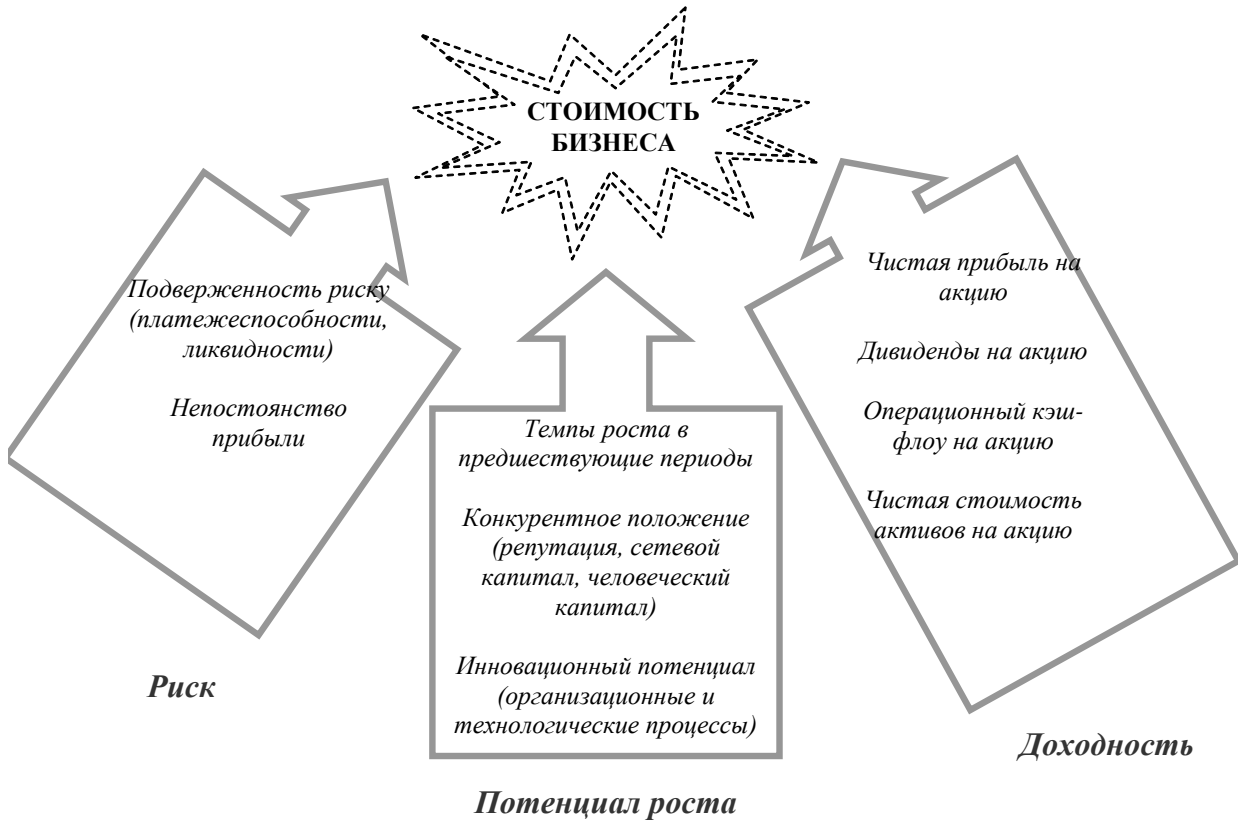 СТОИМОСТЬ
БИЗНЕСА
Подверженность риску
(платежеспособности,
ликвидности)
Непостоянство
прибыли
Риск
Темпы роста в
предшествующие периоды
Конкурентное положение
(репутация, сетевой
капитал, человеческий
капитал)
Инновационный потенциал
(организационные и
технологические процессы)
Потенциал роста
Чистая прибыль на
акцию
Дивиденды на акцию
Операционный кэш-
флоу на акцию
Чистая стоимость
активов на акцию
Доходность